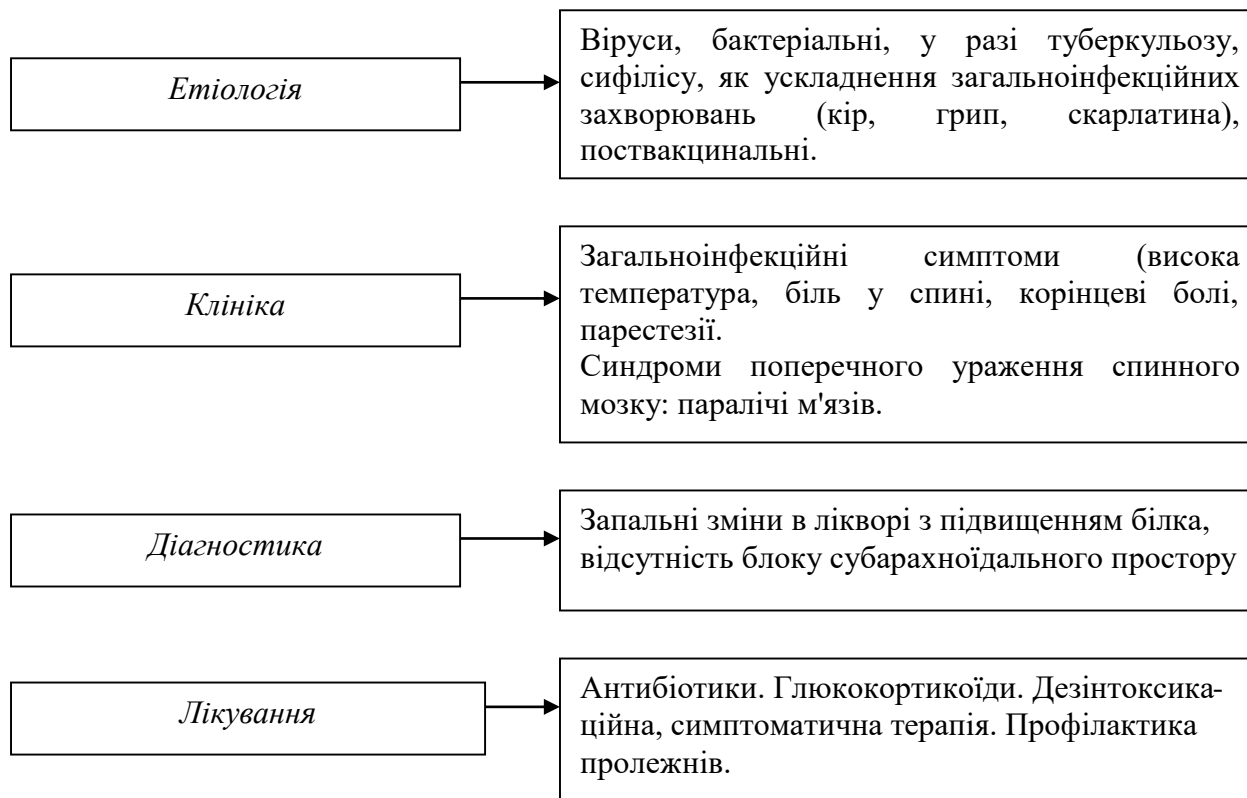 Етіологія
Віруси, бактеріальні, у разі туберкульозу,
сифілісу, як ускладнення загальноінфекційних
захворювань (кір, грип, скарлатина),
поствакцинальні.
Клініка
Загальноінфекційні симптоми (висока
температура, біль у спині, корінцеві болі,
парестезії.
Синдроми поперечного ураження спинного
мозку: паралічі м'язів.
Діагностика
Запальні зміни в лікворі з підвищенням білка,
відсутність блоку субарахноїдального простору
Лікування
Антибіотики. Глюкокортикоїди. Дезінтоксика-
ційна, симптоматична терапія. Профілактика
пролежнів.